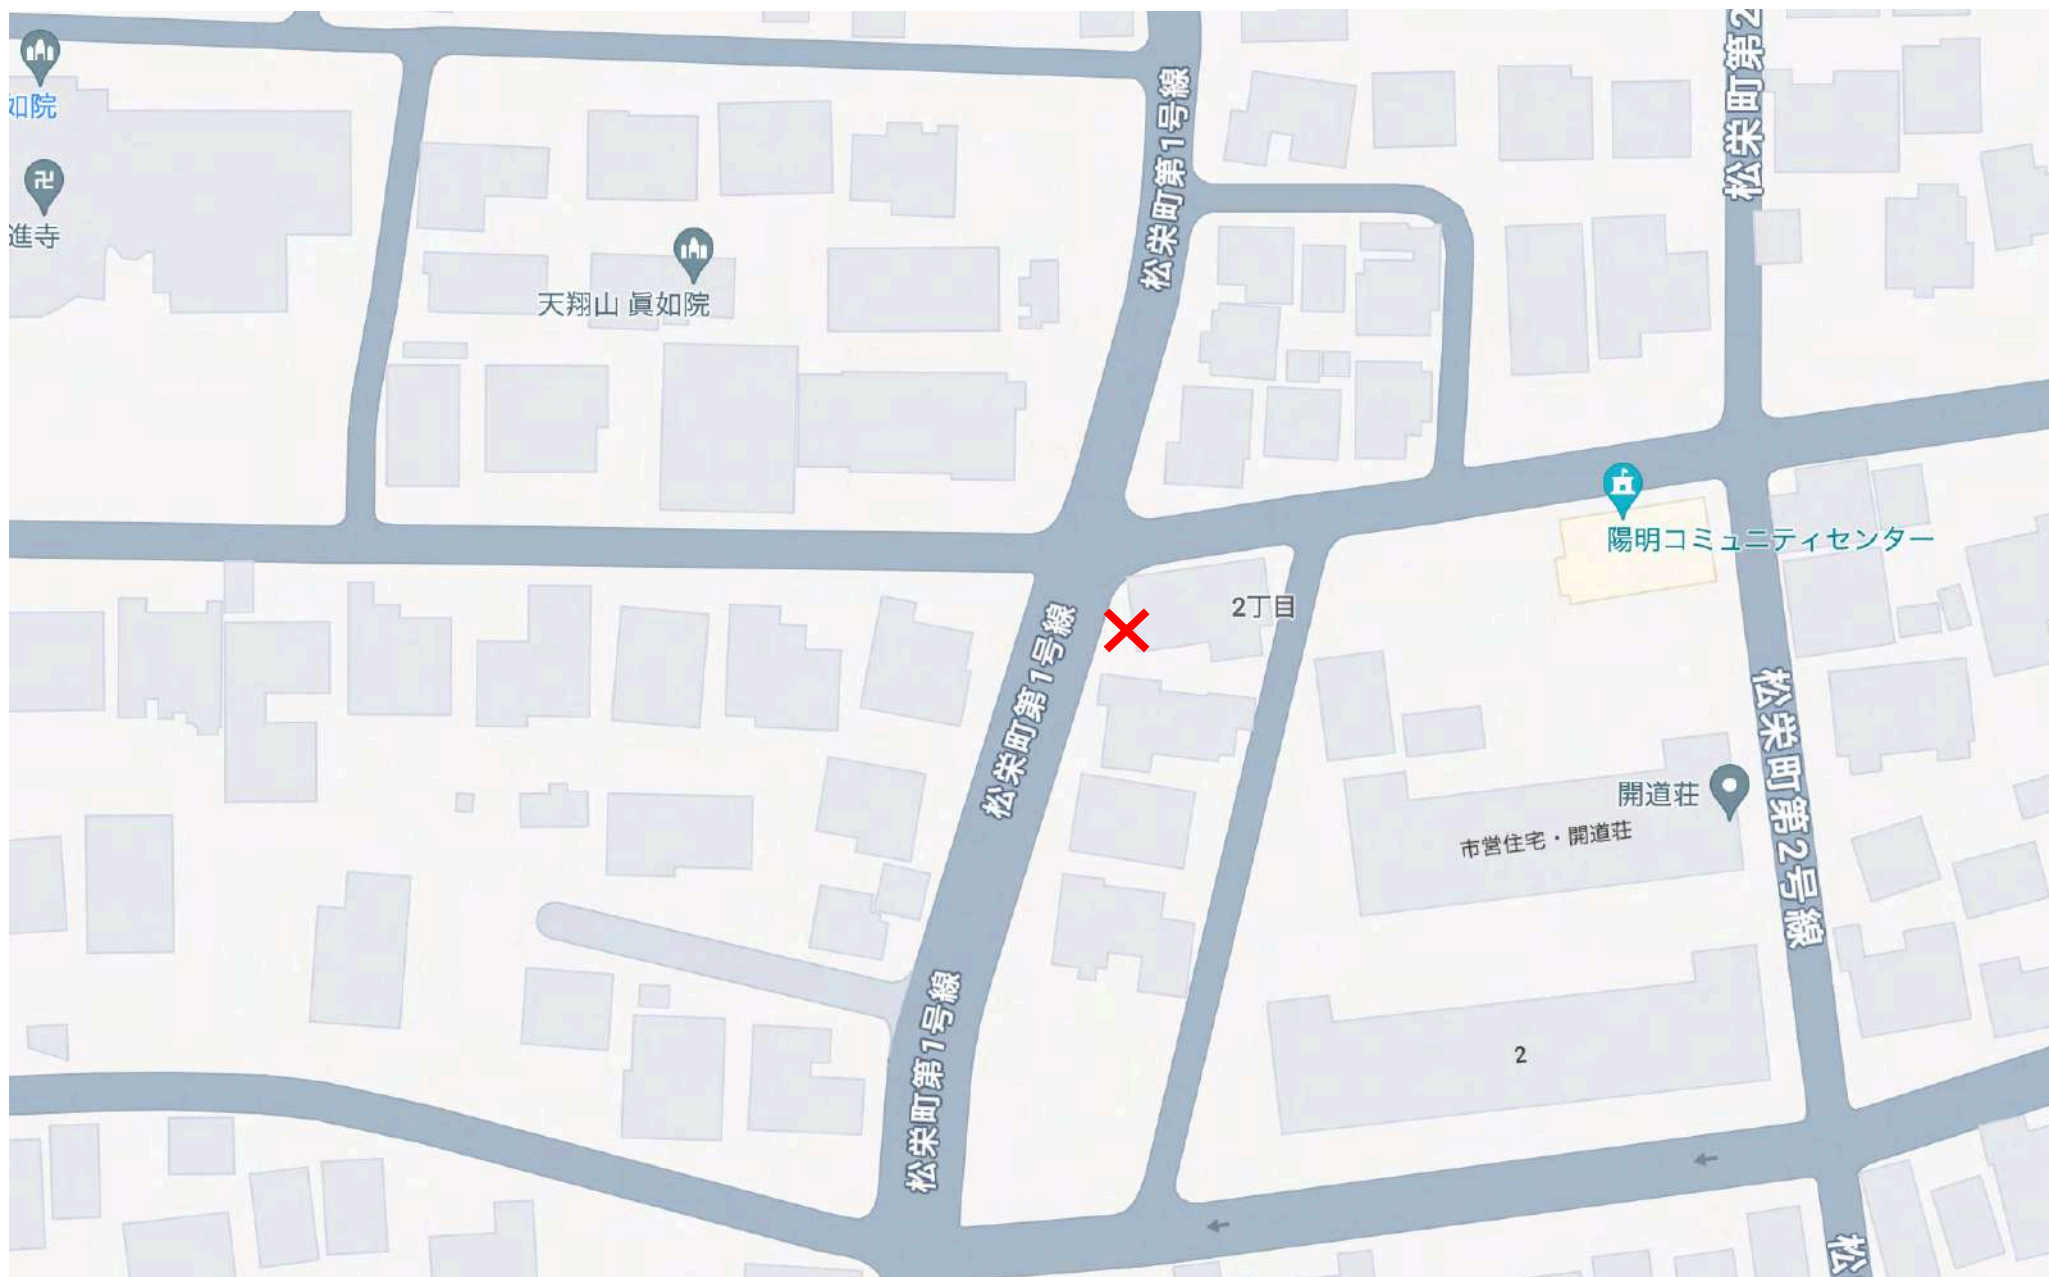 松栄町第2
如院
松栄町第1号線
進寺
天翔山 眞如院
陽明コミュニティセンター
2丁目
松栄町第1号線
松栄町第2号線
開道荘
市営住宅・開道荘
松栄町第1号線
2
松